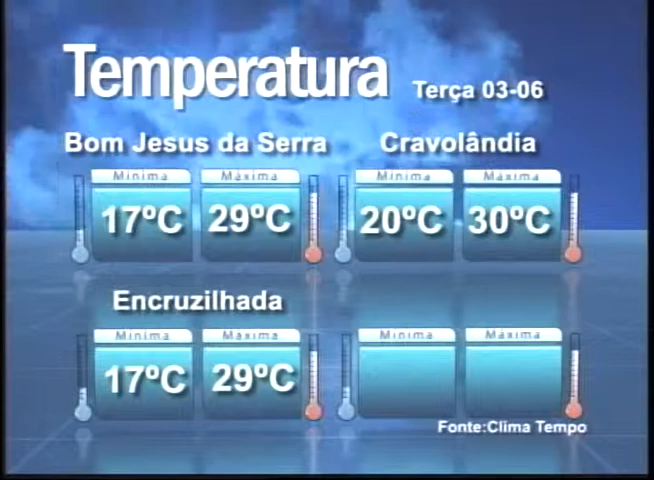 Temperatura
Terça 03-06
Bom Jesus da Serra
Mínima
Máxima
17ºC
29ºC
Cravolândia
Mínima
Máxima
20ºC
30ºC
Encruzilhada
Mínima
Máxima
17ºC
29ºC
Mínima
Máxima
Fonte:Clima Tempo